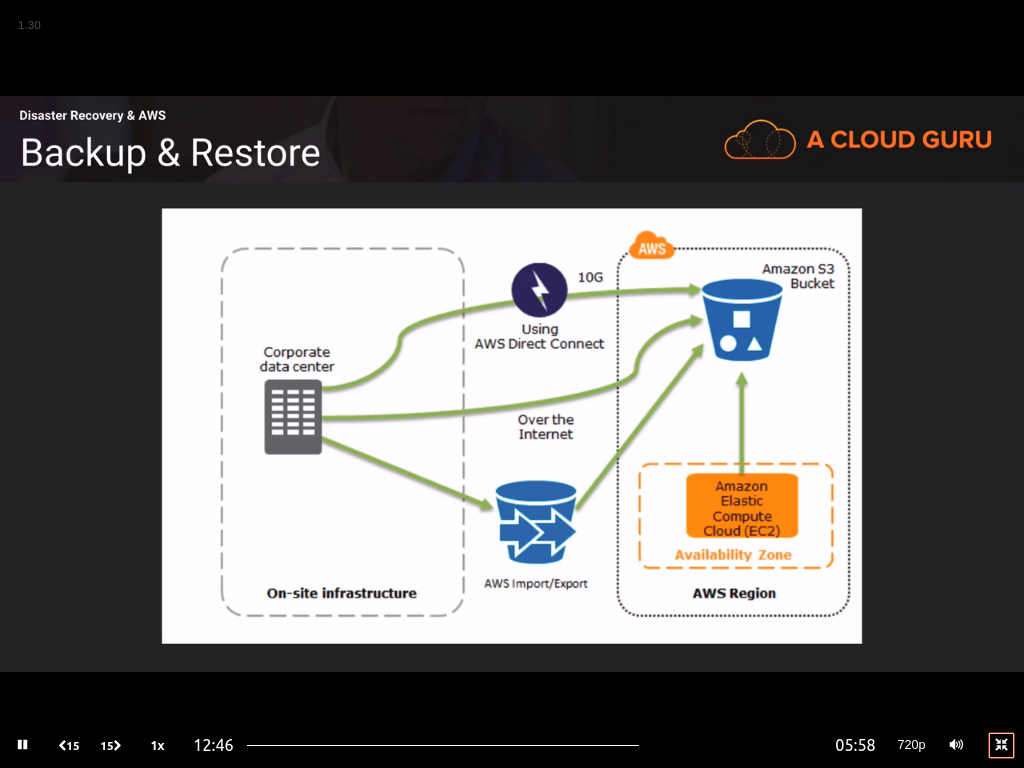 1.30
Disaster Recovery & AWS
Backup & Restore
A CLOUD GURU
AWS
Amazon S3
Bucket
10G
Using
AWS Direct Connect
Corporate
data center
Over the
Internet
Amazon
Elastic
Compute
Cloud (EC2)
Availability Zone
AWS Import/Export
On-site infrastructure
AWS Region
15
15
1x
12:46
05:58
720p